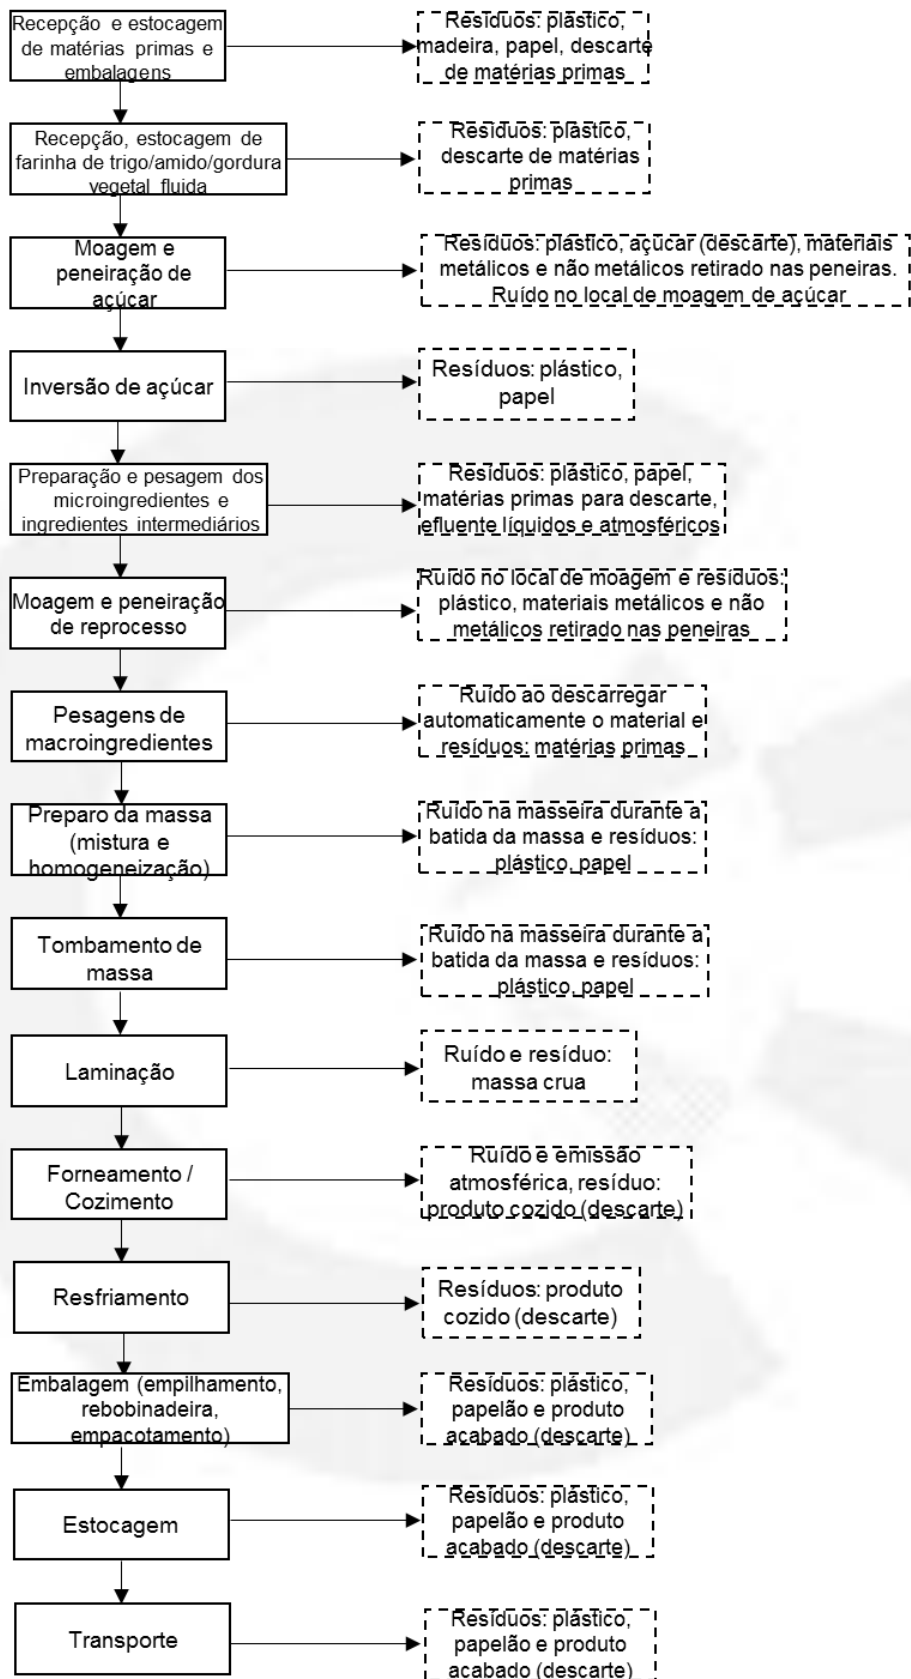 Recepção e estocagem
de matérias primas e
embalagens
Resíduos: plástico,
madeira, papel, descarte
de matérias primas
Recepção, estocagem de
farinha de trigo/amido/gordura
vegetal fluida
Resíduos: plástico,
descarte de matérias
primas
Moagem e
peneiração de
açúcar
Resíduos: plástico, açúcar (descarte), materiais
metálicos e não metálicos retirado nas peneiras.
Ruído no local de moagem de açúcar
Inversão de açúcar
Resíduos: plástico,
papel
Preparação e pesagem dos
microingredientes e
ingredientes intermediários
Resíduos: plástico, papel,
matérias primas para descarte,
efluente líquidos e atmosféricos
Moagem e peneiração
de reprocesso
Ruído no local de moagem e resíduos:
plástico, materiais metálicos e não
metálicos retirado nas peneiras
Pesagens de
macroingredientes
Ruído ao descarregar
automaticamente o material e
resíduos: matérias primas
Preparo da massa
(mistura e
homogeneização)
Ruído na masseira durante a
batida da massa e resíduos:
plástico, papel
Tombamento de
massa
Ruído na masseira durante a
batida da massa e resíduos:
plástico, papel
Laminação
Ruído e resíduo:
massa crua
Forneamento /
Cozimento
Ruído e emissão
atmosférica, resíduo:
produto cozido (descarte)
Resfriamento
Resíduos: produto
cozido (descarte)
Embalagem (empilhamento,
rebobinadeira,
empacotamento)
Resíduos: plástico,
papelão e produto
acabado (descarte)
Estocagem
Resíduos: plástico,
papelão e produto
acabado (descarte)
Transporte
Resíduos: plástico,
papelão e produto
acabado (descarte)